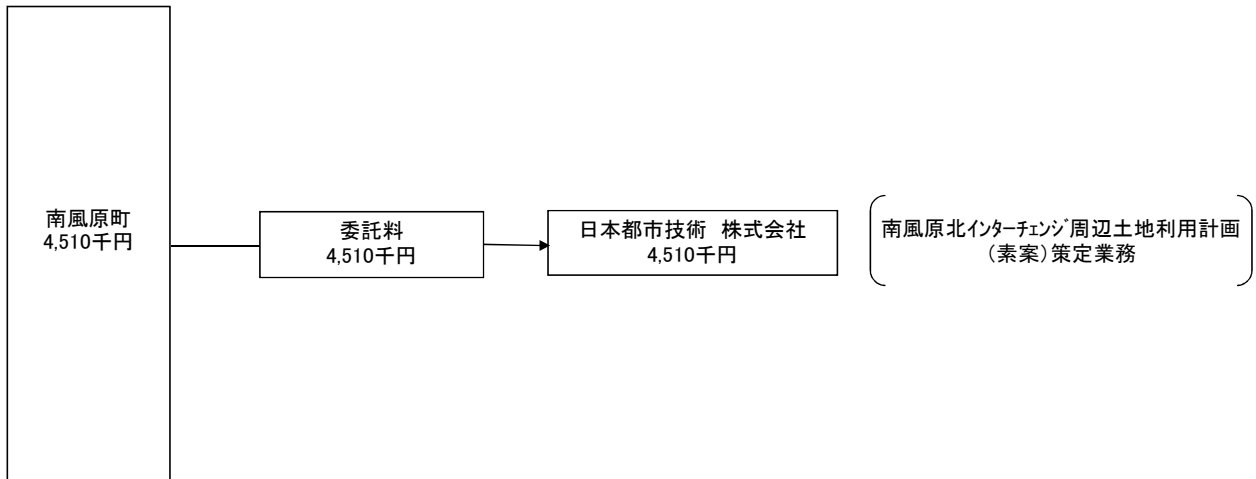 南風原町
4,510千円
委託料
4,510千円
日本都市技術 株式会社
4,510千円
南風原北インターチェンジ周辺土地利用計画
(素案)策定業務